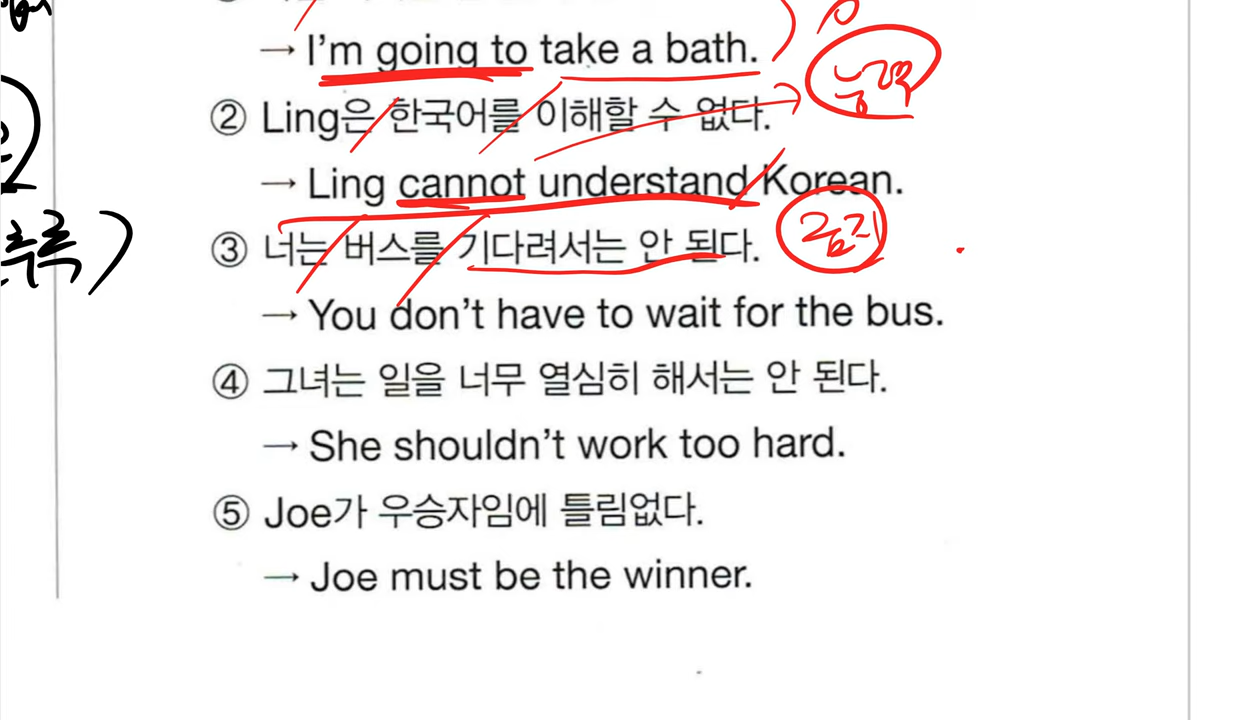 → I'm going to take a bath.
능력
② Ling은 한국어를 이해할 수 없다.
→ Ling cannot understand Korean.
금지
③ 너는 버스를 기다려서는 안 된다.
→ You don't have to wait for the bus.
④ 그녀는 일을 너무 열심히 해서는 안 된다.
→ She shouldn't work too hard.
⑤ Joe가 우승자임에 틀림없다.
→ Joe must be the winner.